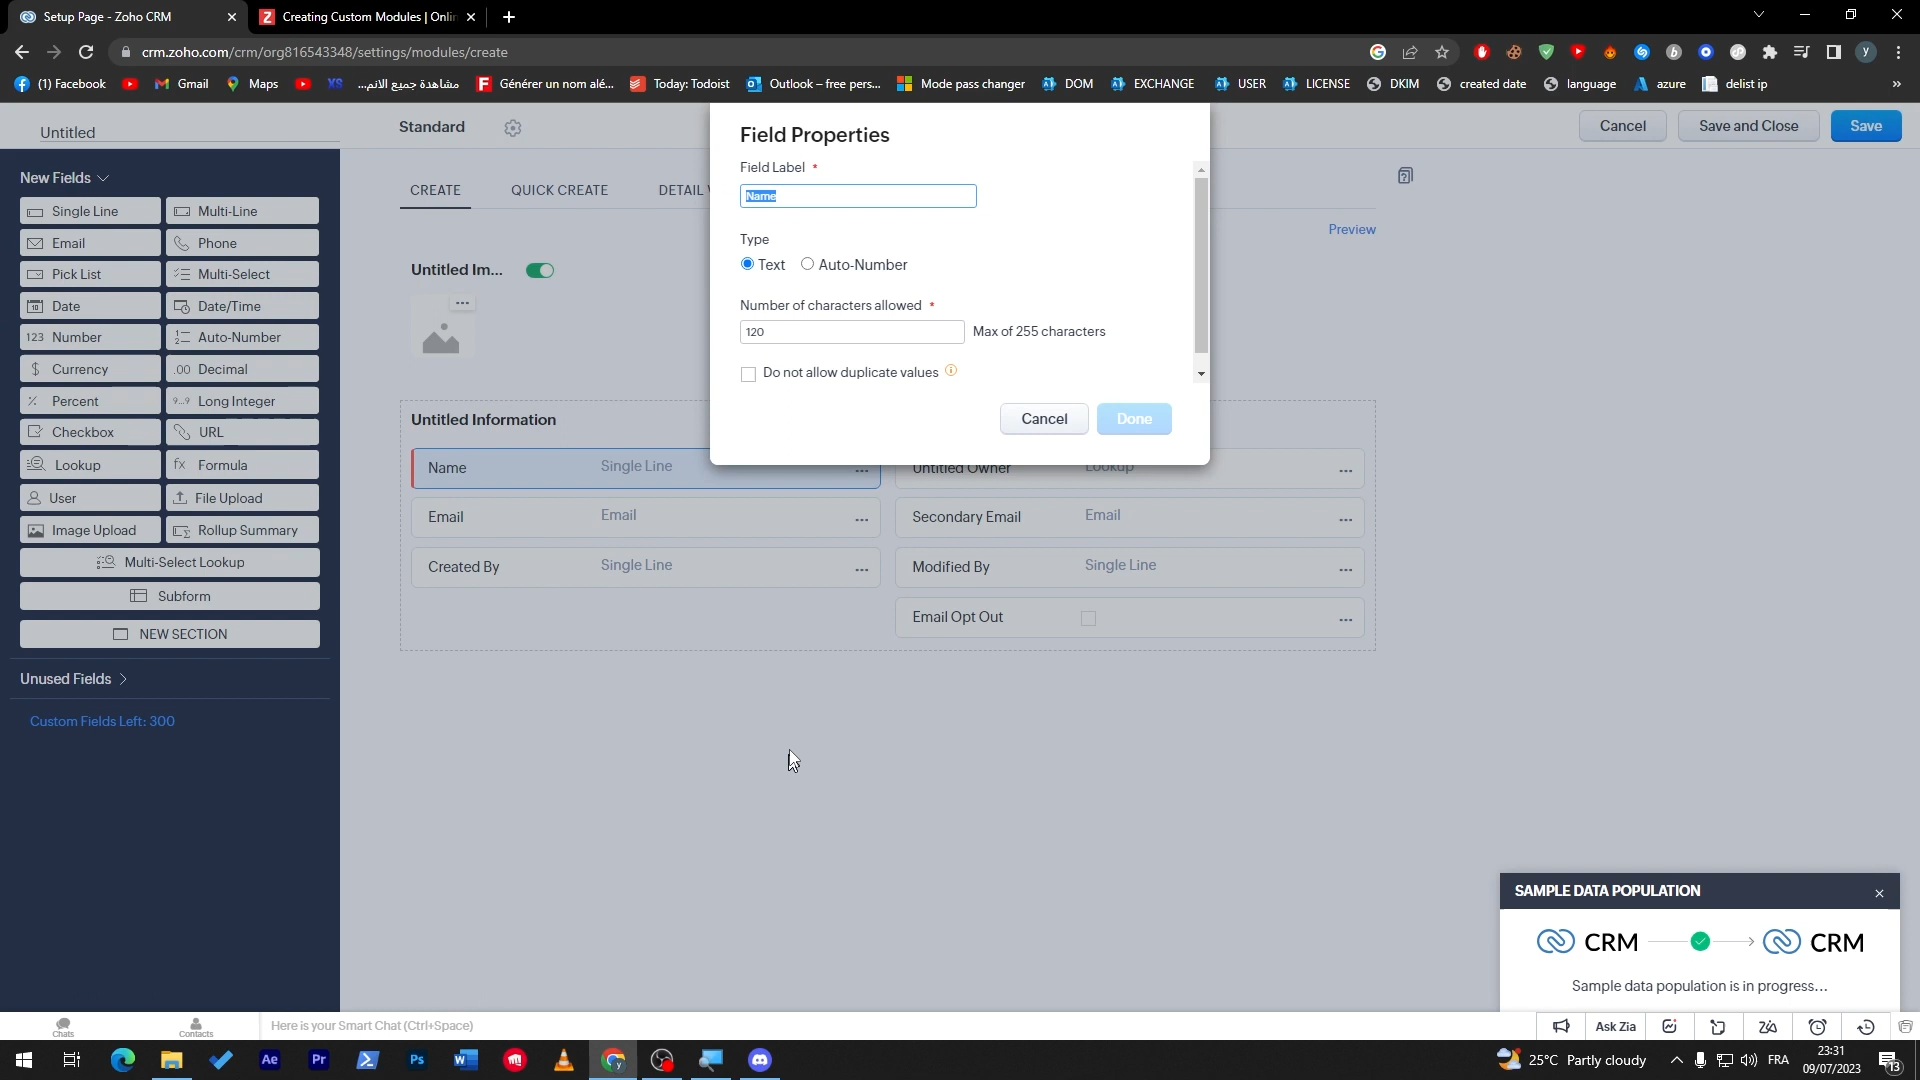 Setup Page - Zoho CRM
Creating Custom Modules | Onlin
crm.zoho.com/crm/org816543348/settings/modules/create
(1) Facebook
Gmail
Maps
مشاهدة جميع الانم...
Générer un nom alé...
Today: Todoist
Outlook – free pers...
Mode pass changer
DOM
EXCHANGE
USER
LICENSE
DKIM
created date
language
azure
delist ip
Untitled
Standard
Cancel
Save and Close
Save
New Fields
Single Line
Multi-Line
Email
Phone
Pick List
Multi-Select
Date
Date/Time
123 Number
Auto-Number
$ Currency
.00 Decimal
% Percent
9...9 Long Integer
Checkbox
URL
Lookup
fx Formula
User
File Upload
Image Upload
Rollup Summary
Multi-Select Lookup
Subform
NEW SECTION
Unused Fields
Custom Fields Left: 300
CREATE
QUICK CREATE
DETAIL V
Preview
Untitled Im...
Field Properties
Field Label *
Name
Type
Text
Auto-Number
Number of characters allowed *
120
Max of 255 characters
Do not allow duplicate values
Cancel
Done
Untitled Information
Name
Single Line
Untitled Owner
Lookup
Email
Email
Secondary Email
Email
Created By
Single Line
Modified By
Single Line
Email Opt Out
SAMPLE DATA POPULATION
CRM
CRM
Sample data population is in progress...
Chats
Contacts
Here is your Smart Chat (Ctrl+Space)
Ask Zia
Ae
Pr
Ps
25°C Partly cloudy
FRA
23:31
09/07/2023
13